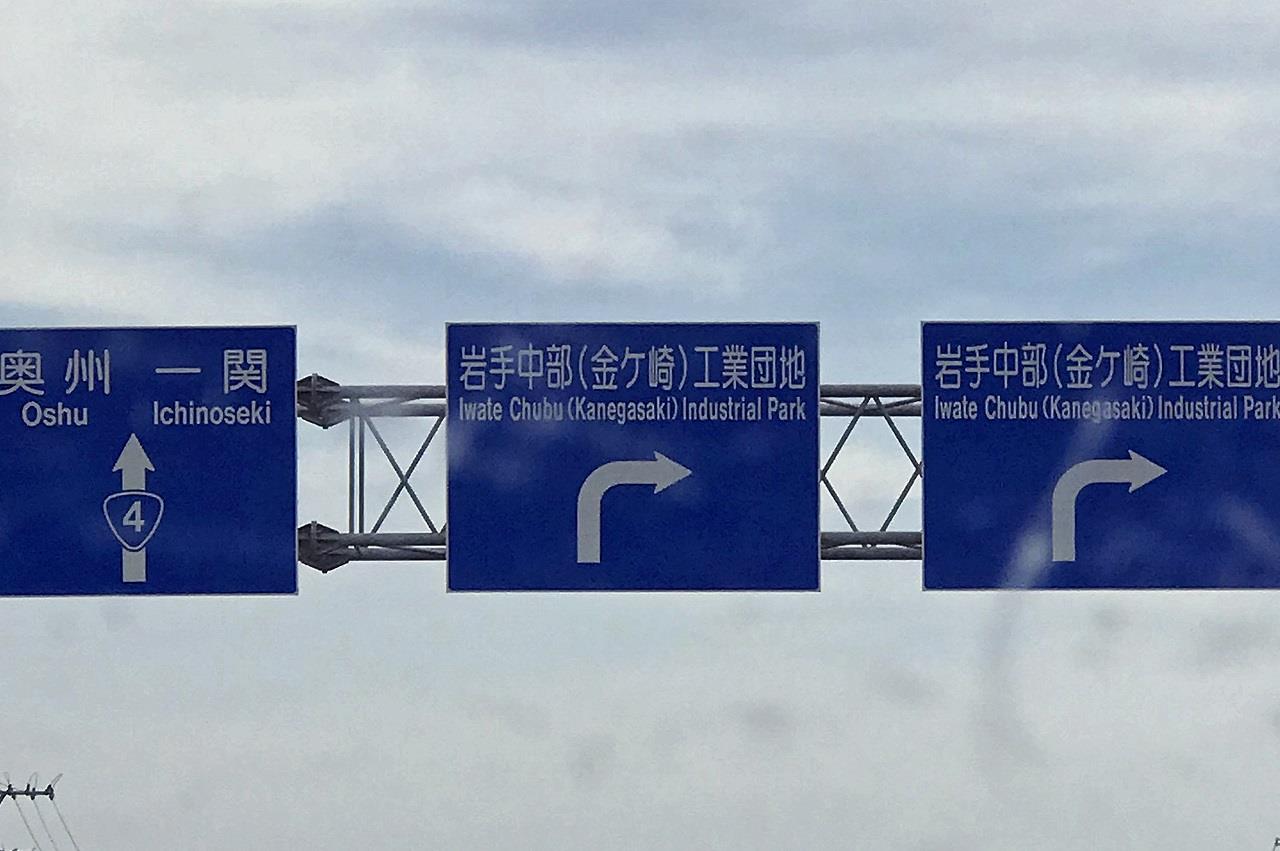 奥州 一関
Oshu Ichinoseki
4
岩手中部(金ケ崎)工業団地
Iwate Chubu (Kanegasaki) Industrial Park
岩手中部(金ケ崎)工業団地
Iwate Chubu (Kanegasaki) Industrial Park